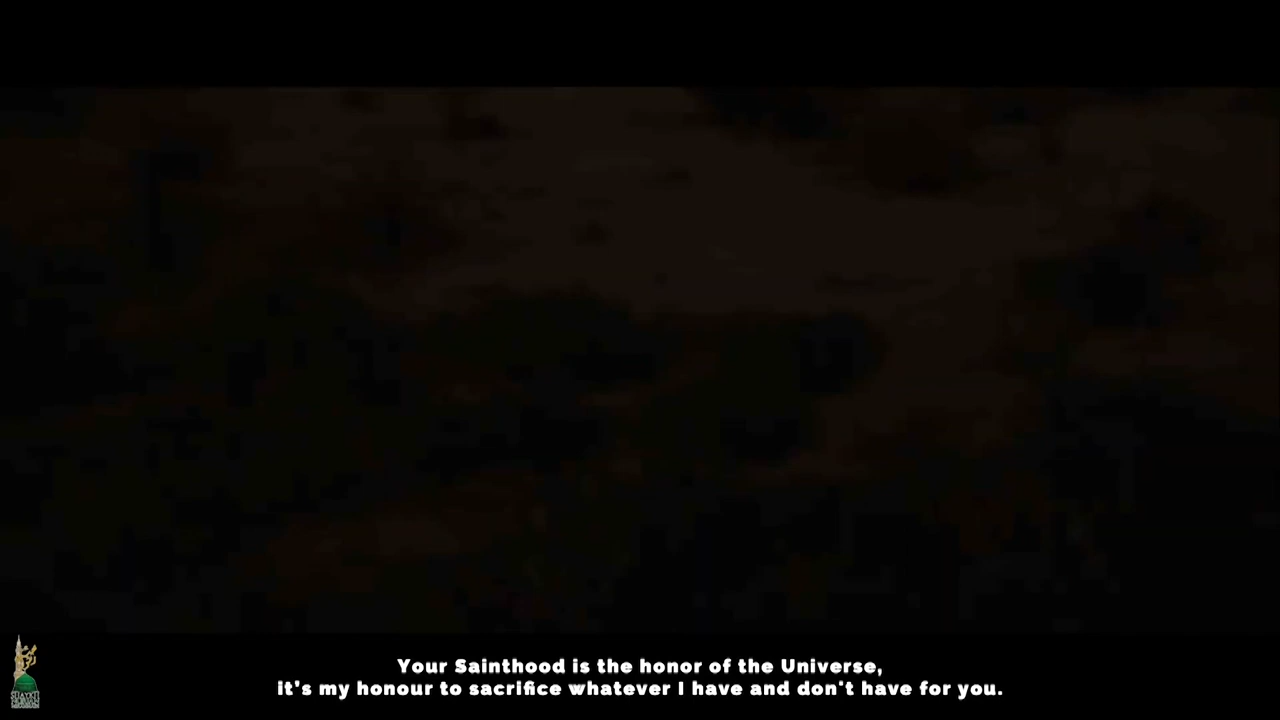 Your Sainthood is the honor of the Universe,
it's my honour to sacrifice whatever I have and don't have for you.